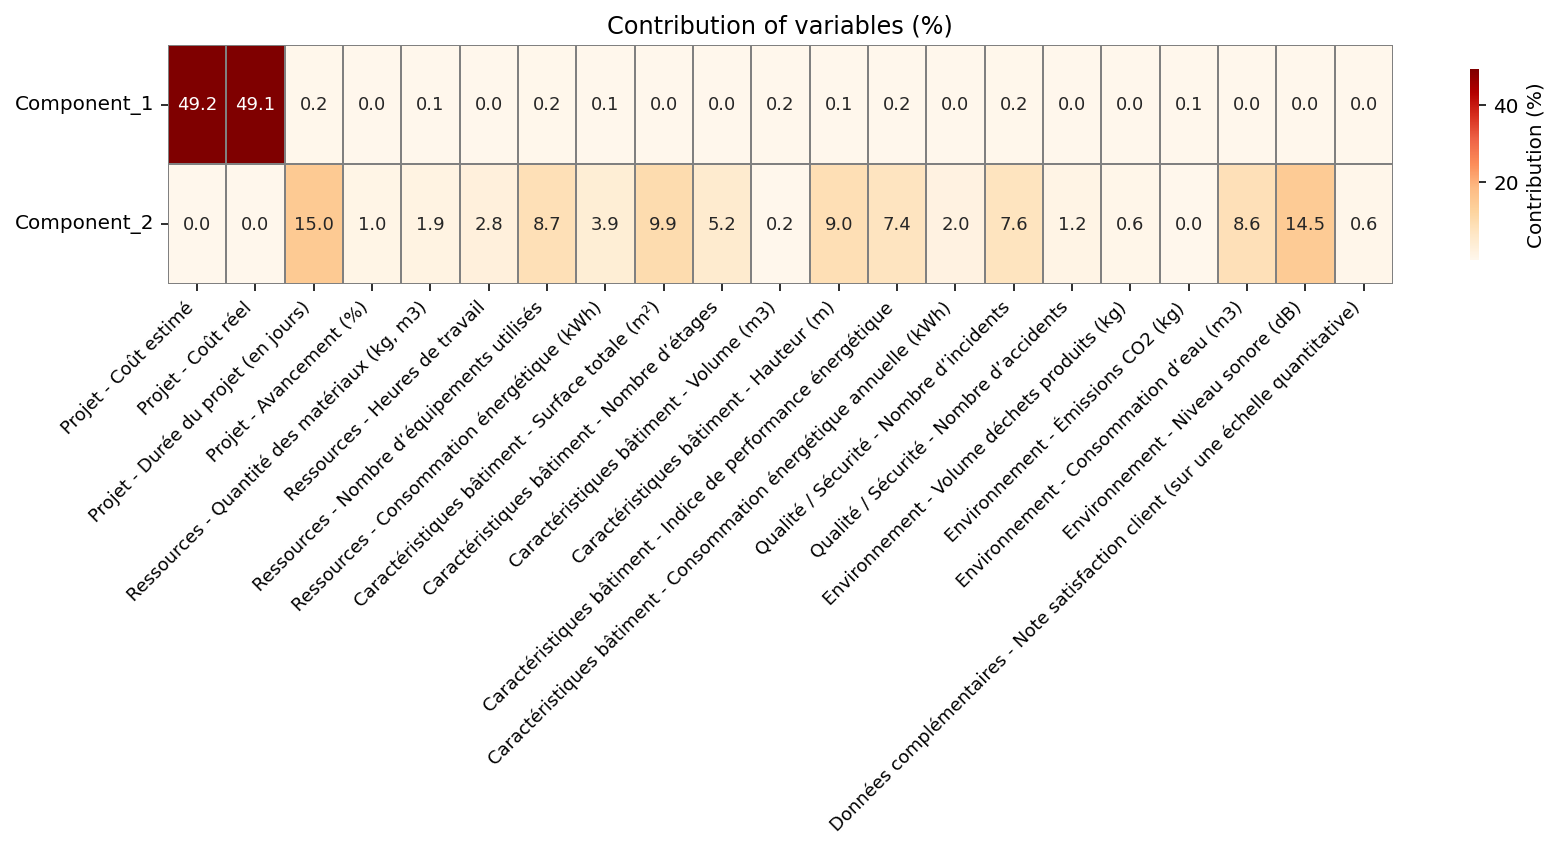 Contribution of variables (%)
Component_1
49.2 49.1 0.2 0.0 0.1 0.0 0.2 0.1 0.0 0.0 0.2 0.1 0.2 0.0 0.2 0.0 0.0 0.1 0.0 0.0 0.0
Component_2
0.0 0.0 15.0 1.0 1.9 2.8 8.7 3.9 9.9 5.2 0.2 9.0 7.4 2.0 7.6 1.2 0.6 0.0 8.6 14.5 0.6
Projet - Coût estimé
Projet - Coût réel
Projet - Durée du projet (en jours)
Projet - Avancement (%)
Ressources - Quantité des matériaux (kg, m3)
Ressources - Heures de travail
Ressources - Nombre d’équipements utilisés
Ressources - Consommation énergétique (kWh)
Caractéristiques bâtiment - Surface totale (m²)
Caractéristiques bâtiment - Nombre d’étages
Caractéristiques bâtiment - Volume (m3)
Caractéristiques bâtiment - Hauteur (m)
Caractéristiques bâtiment - Indice de performance énergétique
Caractéristiques bâtiment - Consommation énergétique annuelle (kWh)
Qualité / Sécurité - Nombre d’incidents
Qualité / Sécurité - Nombre d’accidents
Environnement - Volume déchets produits (kg)
Environnement - Émissions CO2 (kg)
Environnement - Consommation d’eau (m3)
Environnement - Niveau sonore (dB)
Données complémentaires - Note satisfaction client (sur une échelle quantitative)
40
20
Contribution (%)